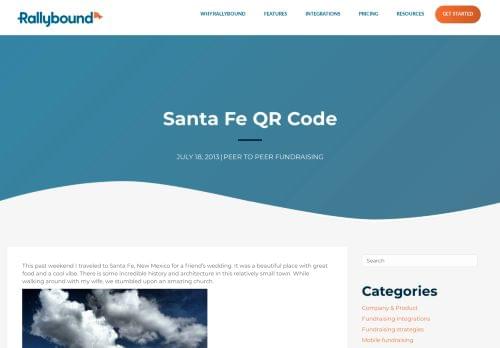 Rallybound
WHY RALLYBOUND
FEATURES
INTEGRATIONS
PRICING
RESOURCES
GET STARTED
Santa Fe QR Code
JULY 18, 2013 | PEER TO PEER FUNDRAISING
This past weekend I traveled to Santa Fe, New Mexico for a friend's wedding. It was a beautiful place with great
food and a cool vibe. There is some incredible history and architecture in this relatively small town. While
walking around with my wife, we stumbled upon an amazing church.
Search
Categories
Company & Product
Fundraising integrations
Fundraising strategies
Mobile fundraising